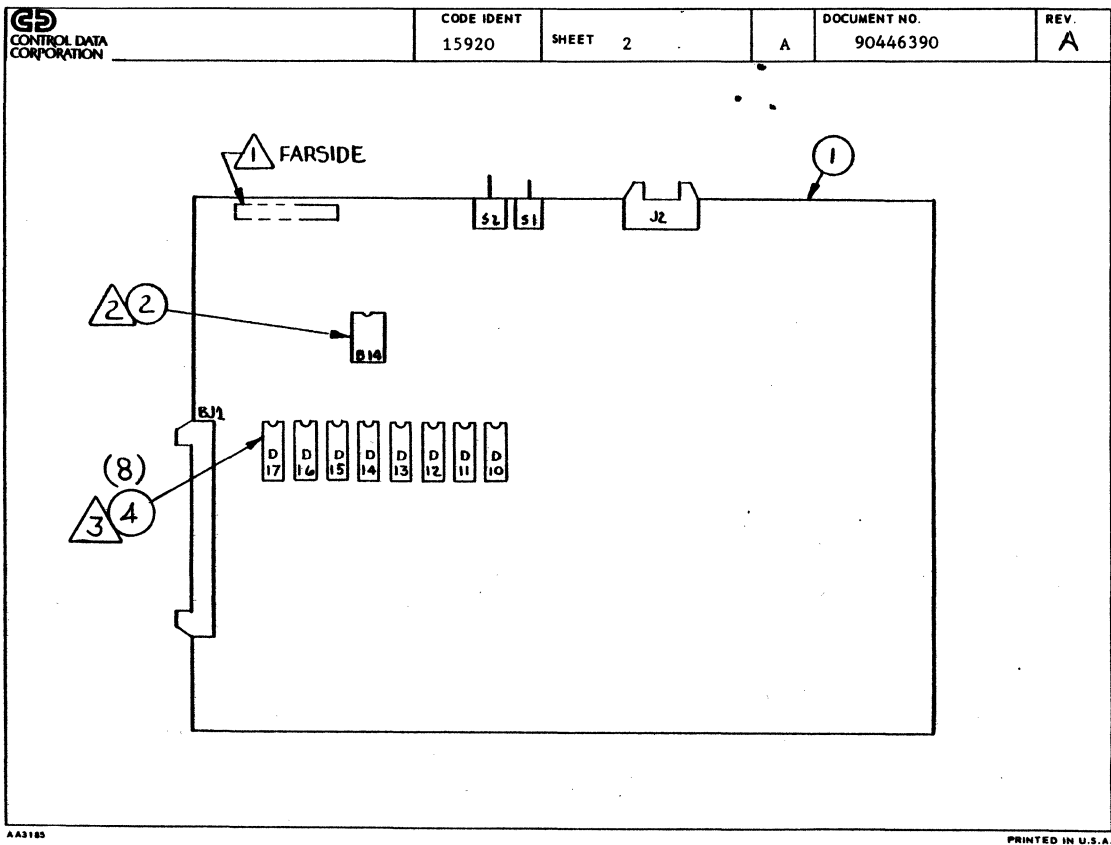 CONTROL DATA
CORPORATION
CODE IDENT
15920
SHEET 2
A
DOCUMENT NO.
90446390
REV.
A
1 FARSIDE
1
S2
S1
J2
2
2
B14
BJ1
(8)
3
4
D
17
D
16
D
15
D
14
D
13
D
12
D
11
D
10
AA3185
PRINTED IN U.S.A.